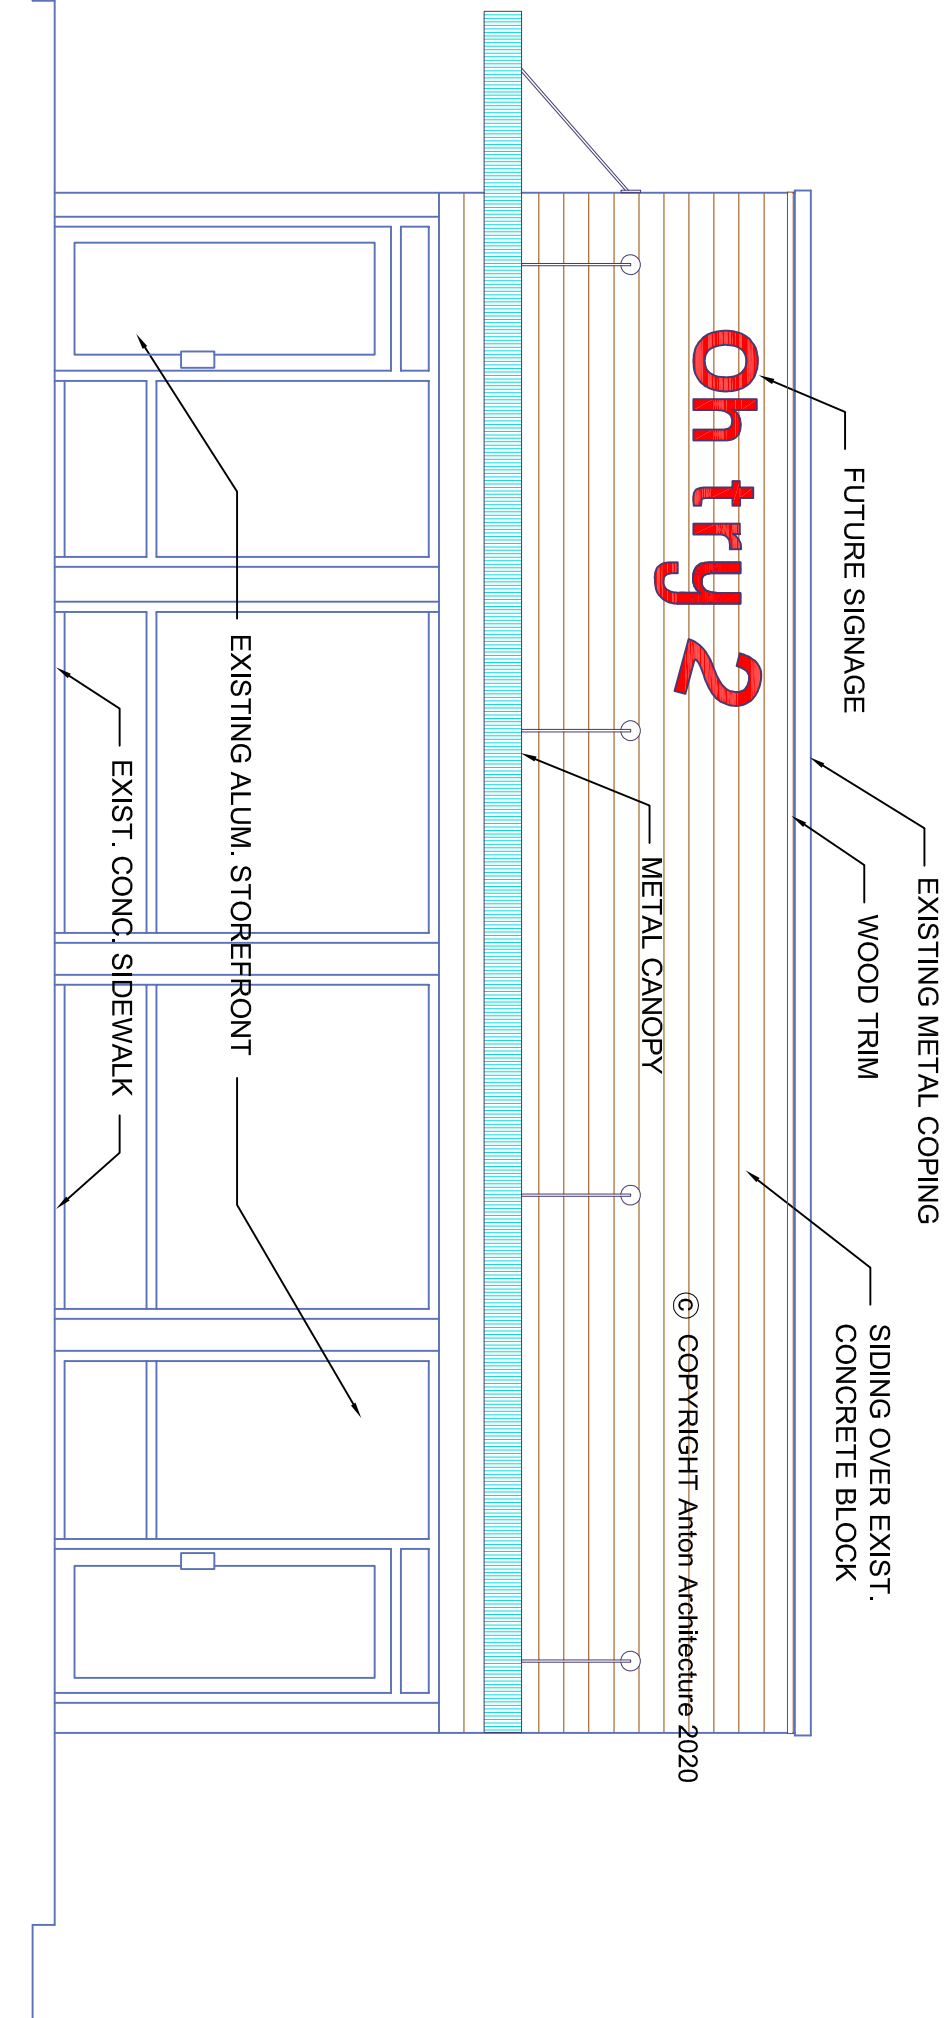 EXISTING METAL COPING
WOOD TRIM
SIDING OVER EXIST.
CONCRETE BLOCK
FUTURE SIGNAGE
Oh try 2
© COPYRIGHT Anton Architecture 2020
METAL CANOPY
EXISTING ALUM. STOREFRONT
EXIST. CONC. SIDEWALK